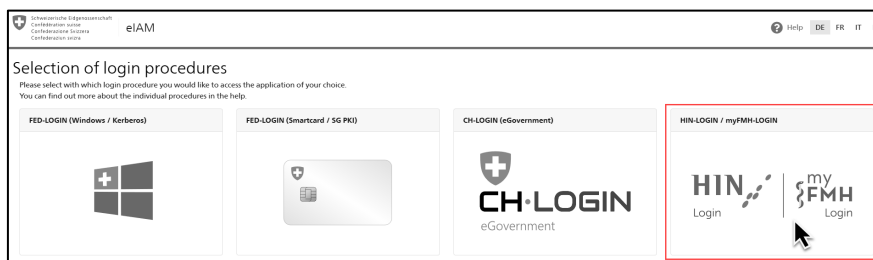 Schweizerische Eidgenossenschaft
Confédération suisse
Confederazione Svizzera
Confederaziun svizra
eIAM
Help DE FR IT
Selection of login procedures
Please select with which login procedure you would like to access the application of your choice.
You can find out more about the individual procedures in the help.
FED-LOGIN (Windows / Kerberos)
FED-LOGIN (Smartcard / SG PKI)
CH-LOGIN (eGovernment)
HIN-LOGIN / myFMH-LOGIN
CH·LOGIN
eGovernment
HIN
Login
my
FMH
Login